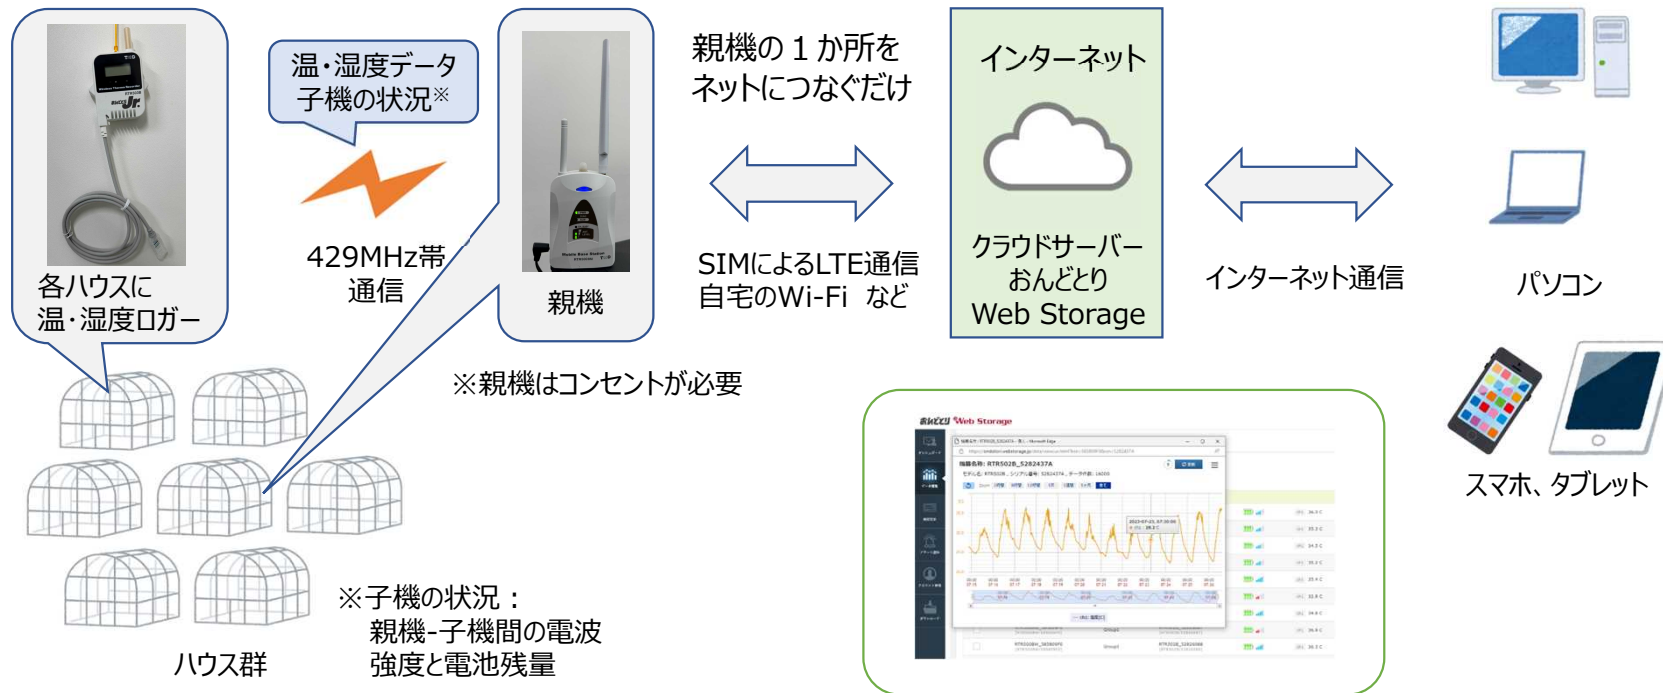 温・湿度データ
子機の状況※
各ハウスに
温・湿度ロガー
429MHz帯
通信
親機
親機の１か所を
ネットにつなぐだけ
SIMによるLTE通信
自宅のWi-Fi など
インターネット
クラウドサーバー
おんどとり
Web Storage
インターネット通信
パソコン
スマホ、タブレット
※親機はコンセントが必要
ハウス群
※子機の状況：
親機-子機間の電波
強度と電池残量
おんどとり Web Storage
機器名称: RTR502B_5282437A